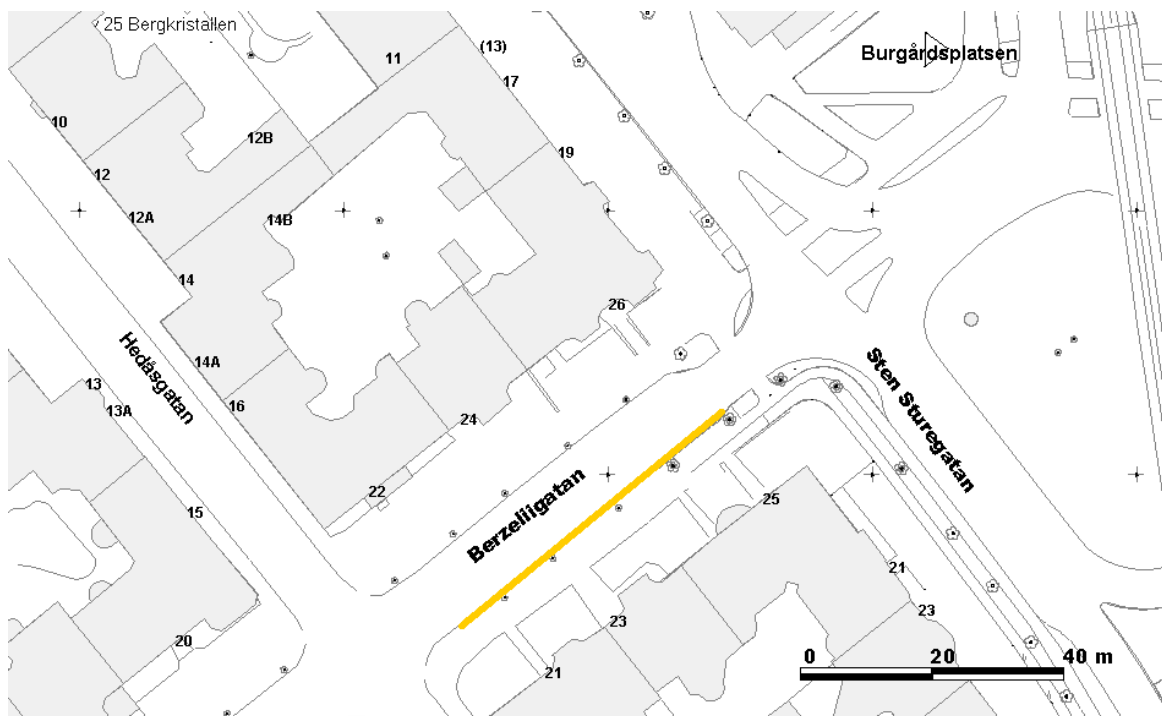 25 Bergkristallen
(13)
Burgårdsplatsen
11
17
10
12B
19
12
12A
14B
14
26
Hedåsgatan
14A
Sten Sturegatan
13
13A
16
24
22
Berzeliigatan
25
15
21
23
23
20
21
0 20 40 m